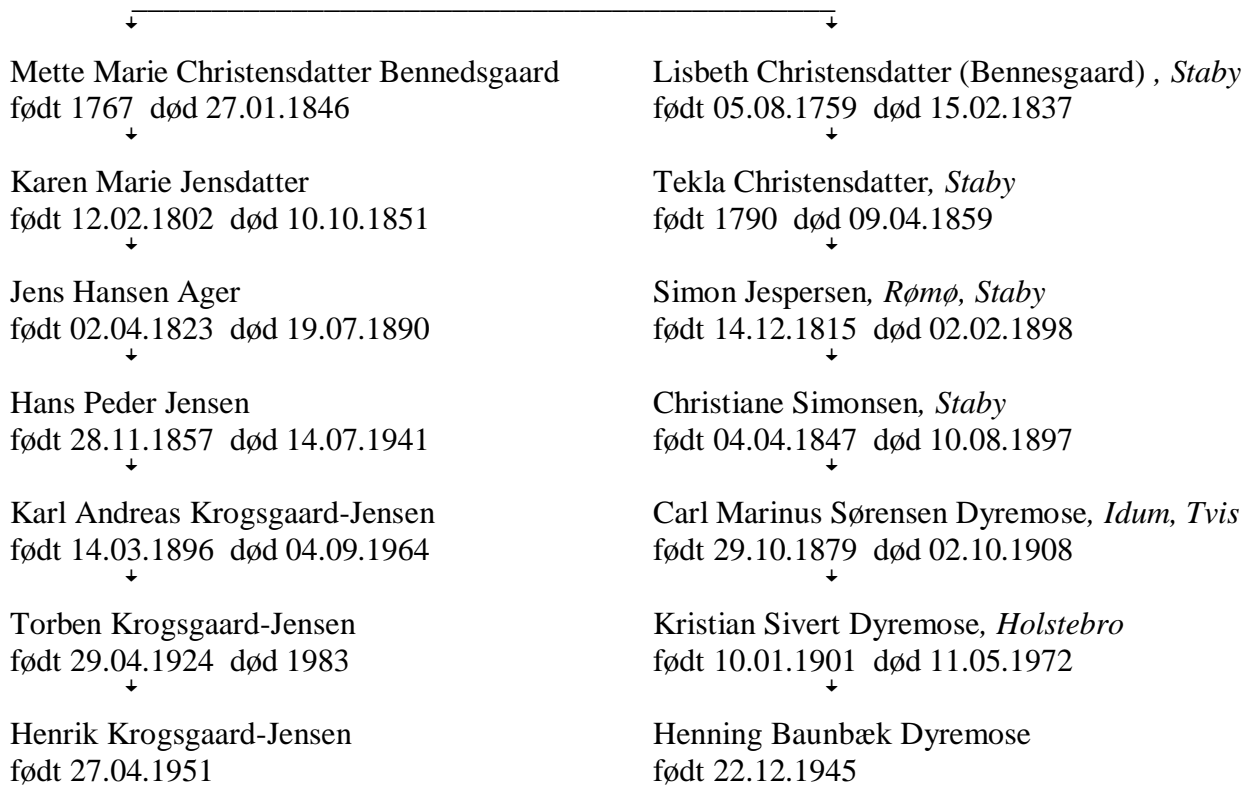 Mette Marie Christensdatter Bennedsgaard
født 1767 død 27.01.1846
Karen Marie Jensdatter
født 12.02.1802 død 10.10.1851
Jens Hansen Ager
født 02.04.1823 død 19.07.1890
Hans Peder Jensen
født 28.11.1857 død 14.07.1941
Karl Andreas Krogsgaard-Jensen
født 14.03.1896 død 04.09.1964
Torben Krogsgaard-Jensen
født 29.04.1924 død 1983
Henrik Krogsgaard-Jensen
født 27.04.1951
Lisbeth Christensdatter (Bennesgaard) , Staby
født 05.08.1759 død 15.02.1837
Tekla Christensdatter, Staby
født 1790 død 09.04.1859
Simon Jespersen, Rømø, Staby
født 14.12.1815 død 02.02.1898
Christiane Simonsen, Staby
født 04.04.1847 død 10.08.1897
Carl Marinus Sørensen Dyremose, Idum, Tvis
født 29.10.1879 død 02.10.1908
Kristian Sivert Dyremose, Holstebro
født 10.01.1901 død 11.05.1972
Henning Baunbæk Dyremose
født 22.12.1945